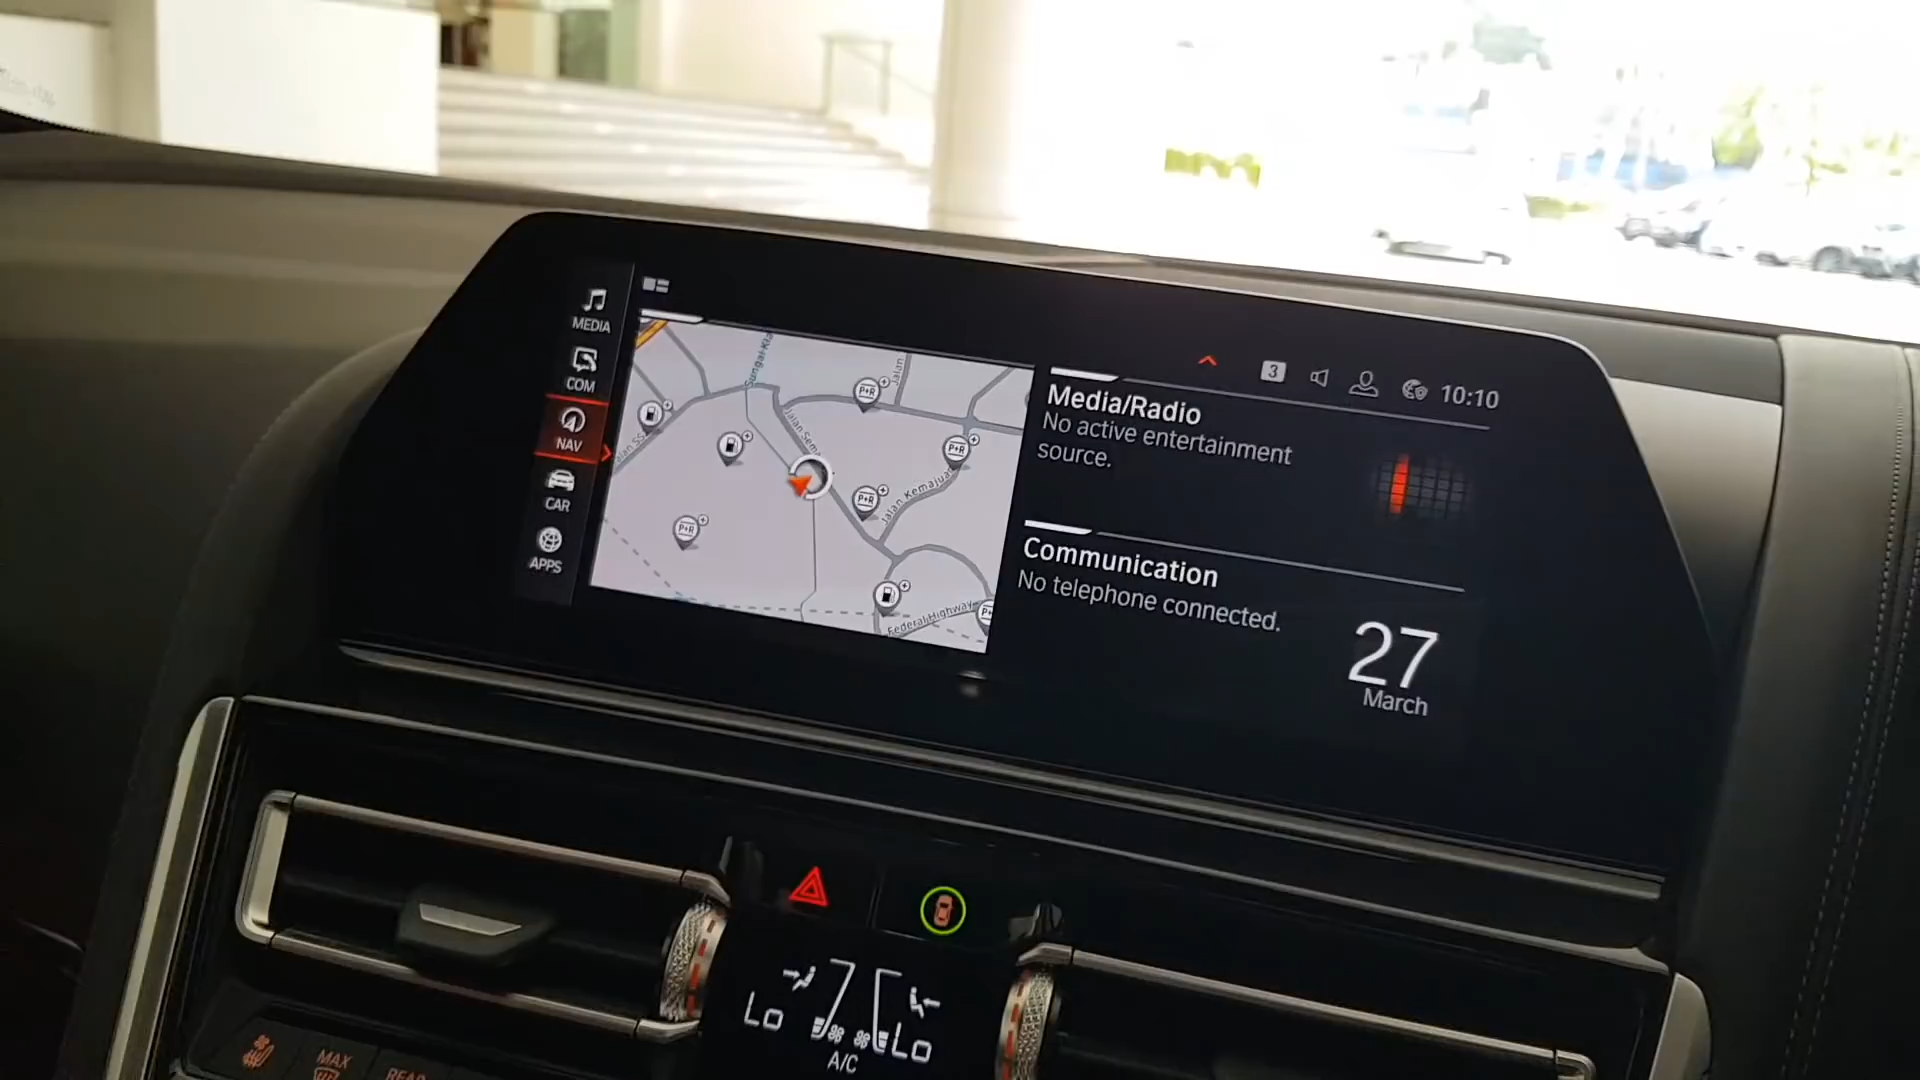 MEDIA
COM
NAV
CAR
APPS
Jalan
Jalan Kemajuan
Federal Highway
P+R
P+R
P+R
P+R
3
10:10
Media/Radio
No active entertainment
source.
Communication
No telephone connected.
27
March
Lo
Lo
A/C
MAX